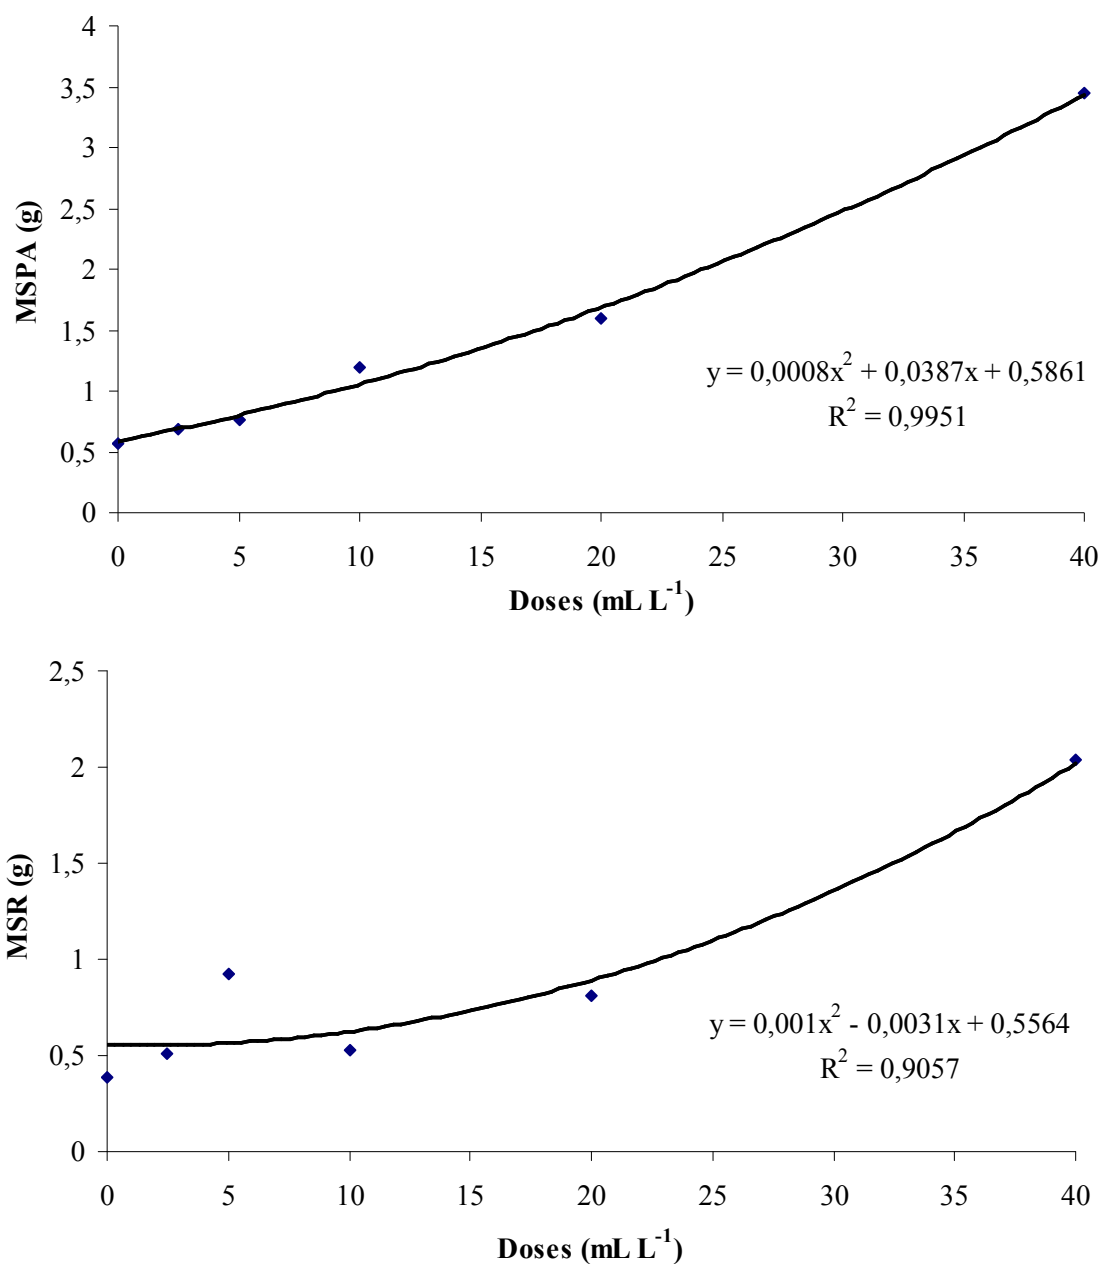 4
3,5
3
2,5
2
1,5
1
0,5
0
MSPA (g)
y = 0,0008x² + 0,0387x + 0,5861
R² = 0,9951
0 5 10 15 20 25 30 35 40
Doses (mL L⁻¹)
2,5
2
1,5
1
0,5
0
MSR (g)
y = 0,001x² - 0,0031x + 0,5564
R² = 0,9057
0 5 10 15 20 25 30 35 40
Doses (mL L⁻¹)